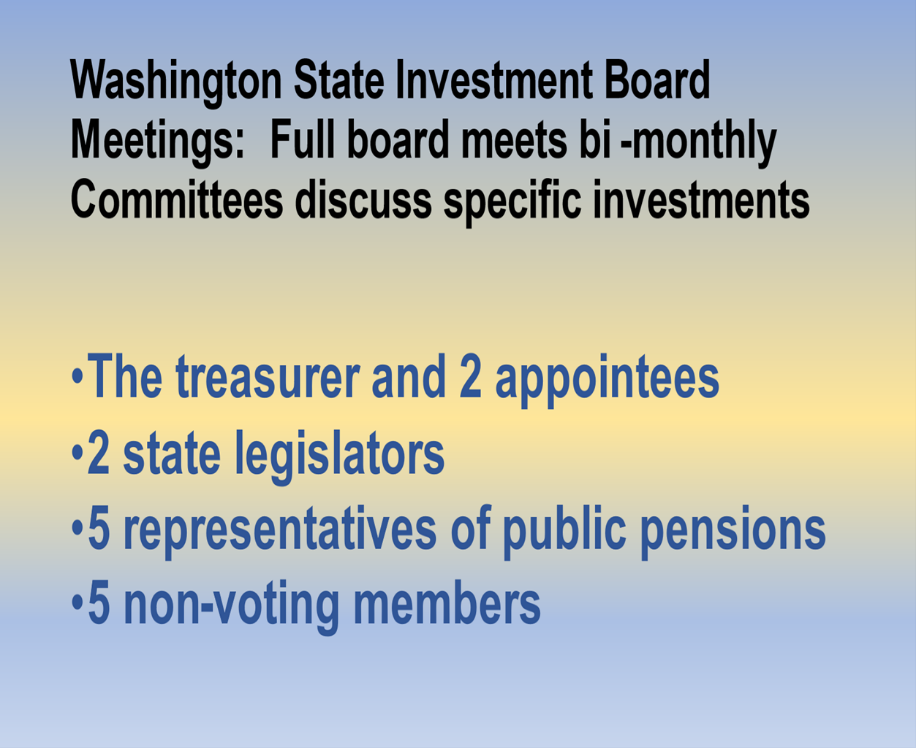 Washington State Investment Board
Meetings:  Full board meets bi -monthly
Committees discuss specific investments
•The treasurer and 2 appointees
•2 state legislators
•5 representatives of public pensions
•5 non-voting members